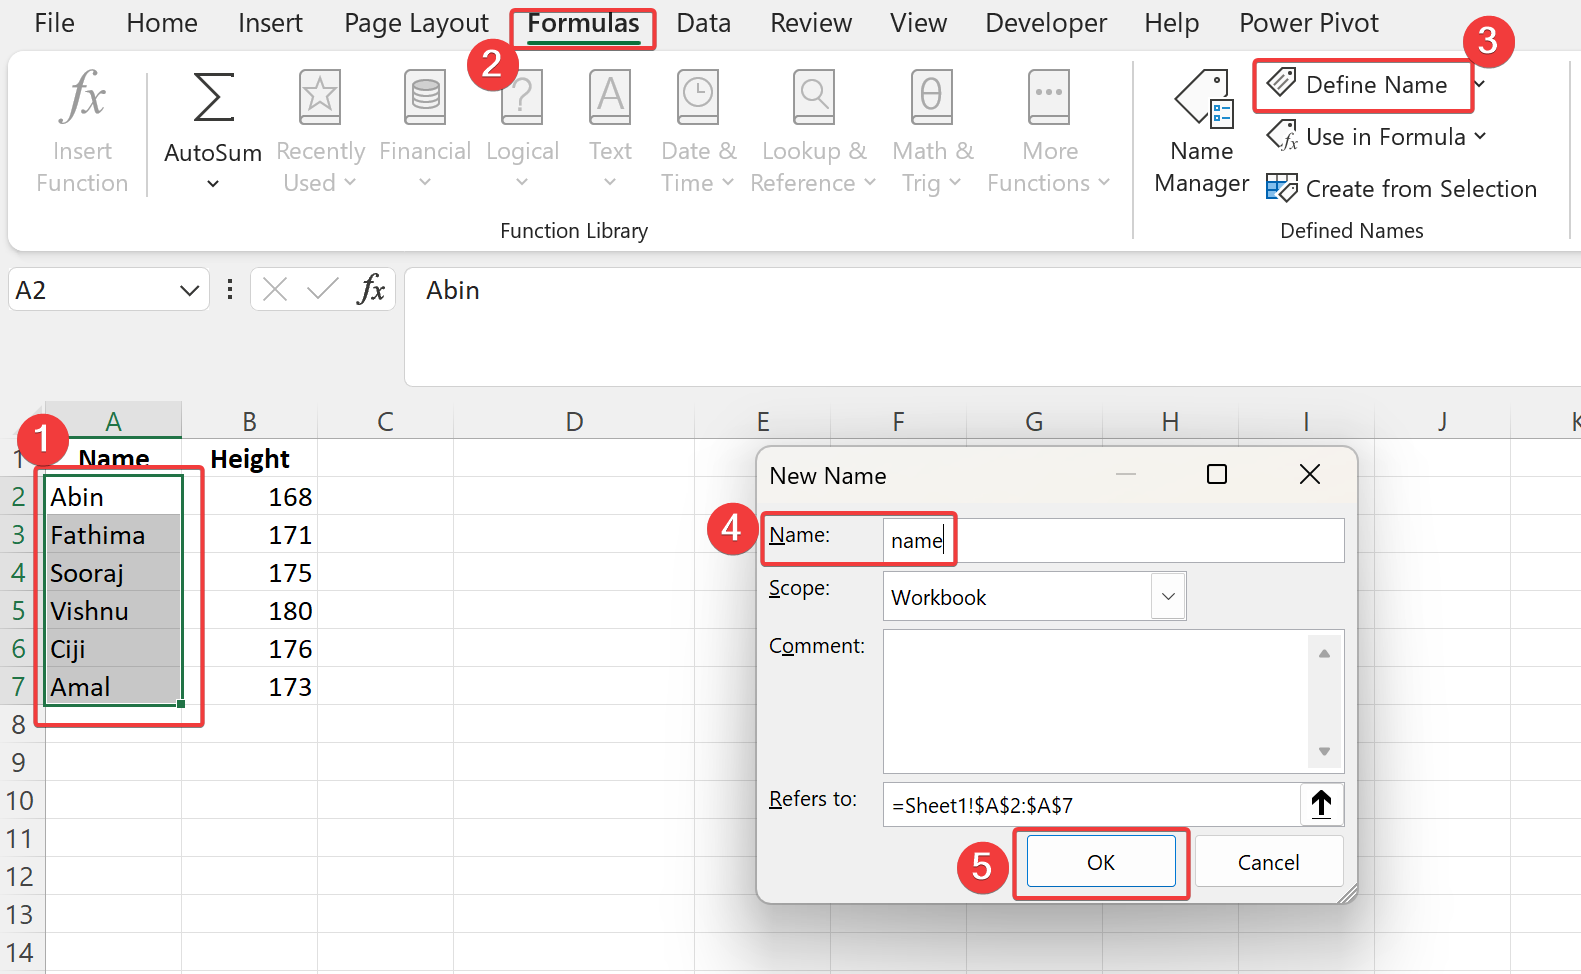 File Home Insert Page Layout Formulas Data Review View Developer Help Power Pivot
2
3
fx
Insert
Function
AutoSum
Recently
Used
Financial
?
Logical
A
Text
Date &
Time
Lookup &
Reference
θ
Math &
Trig
More
Functions
Function Library
Name
Manager
Define Name
fx Use in Formula
Create from Selection
Defined Names
A2 fx Abin
1
A B C D E F G H I J K
1 Name Height
2 Abin 168
3 Fathima 171
4 Sooraj 175
5 Vishnu 180
6 Ciji 176
7 Amal 173
8
9
10
11
12
13
14
New Name
4
Name: name
Scope: Workbook
Comment:
Refers to: =Sheet1!$A$2:$A$7
5
OK Cancel